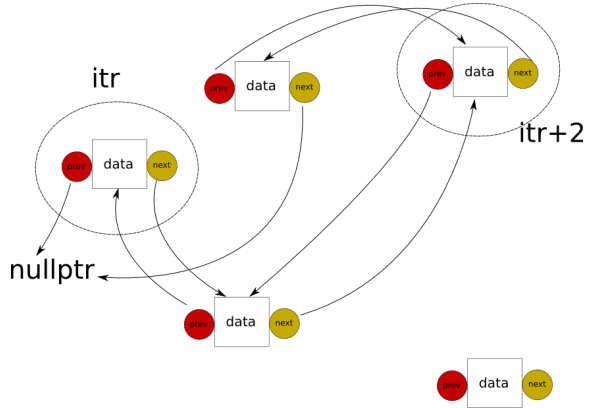 itr
prev data next
prev data next
itr+2
prev data next
nullptr
prev data next
prev data next